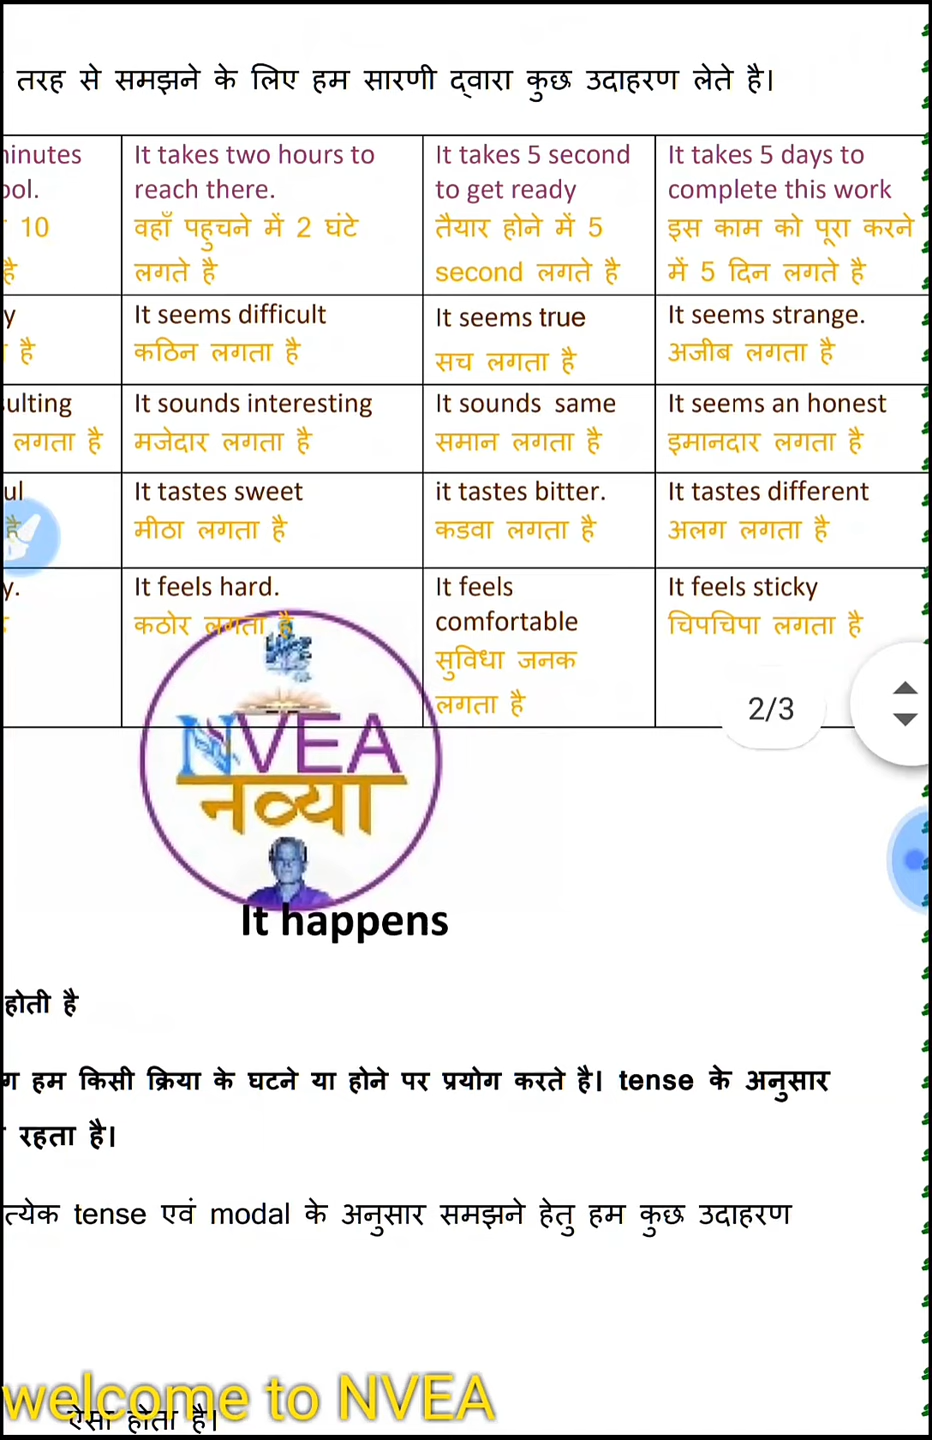 तरह से समझने के लिए हम सारणी द्वारा कुछ उदाहरण लेते है।
It takes two hours to
reach there.
वहाँ पहुचने में 2 घंटे
लगते है
It takes 5 second
to get ready
तैयार होने में 5
second लगते है
It takes 5 days to
complete this work
इस काम को पूरा करने
में 5 दिन लगते है
10
है
y
है
It seems difficult
कठिन लगता है
It seems true
सच लगता है
It seems strange.
अजीब लगता है
sulting
लगता है
It sounds interesting
मजेदार लगता है
It sounds same
समान लगता है
It seems an honest
इमानदार लगता है
ul
है
It tastes sweet
मीठा लगता है
it tastes bitter.
कडवा लगता है
It tastes different
अलग लगता है
y.
It feels hard.
कठोर लगता है
It feels
comfortable
सुविधा जनक
लगता है
It feels sticky
चिपचिपा लगता है
2/3
NVEA
नव्या
It happens
होती है
हम किसी क्रिया के घटने या होने पर प्रयोग करते है। tense के अनुसार
रहता है।
त्येक tense एवं modal के अनुसार समझने हेतु हम कुछ उदाहरण
welcome to NVEA
ऐसा होता है।